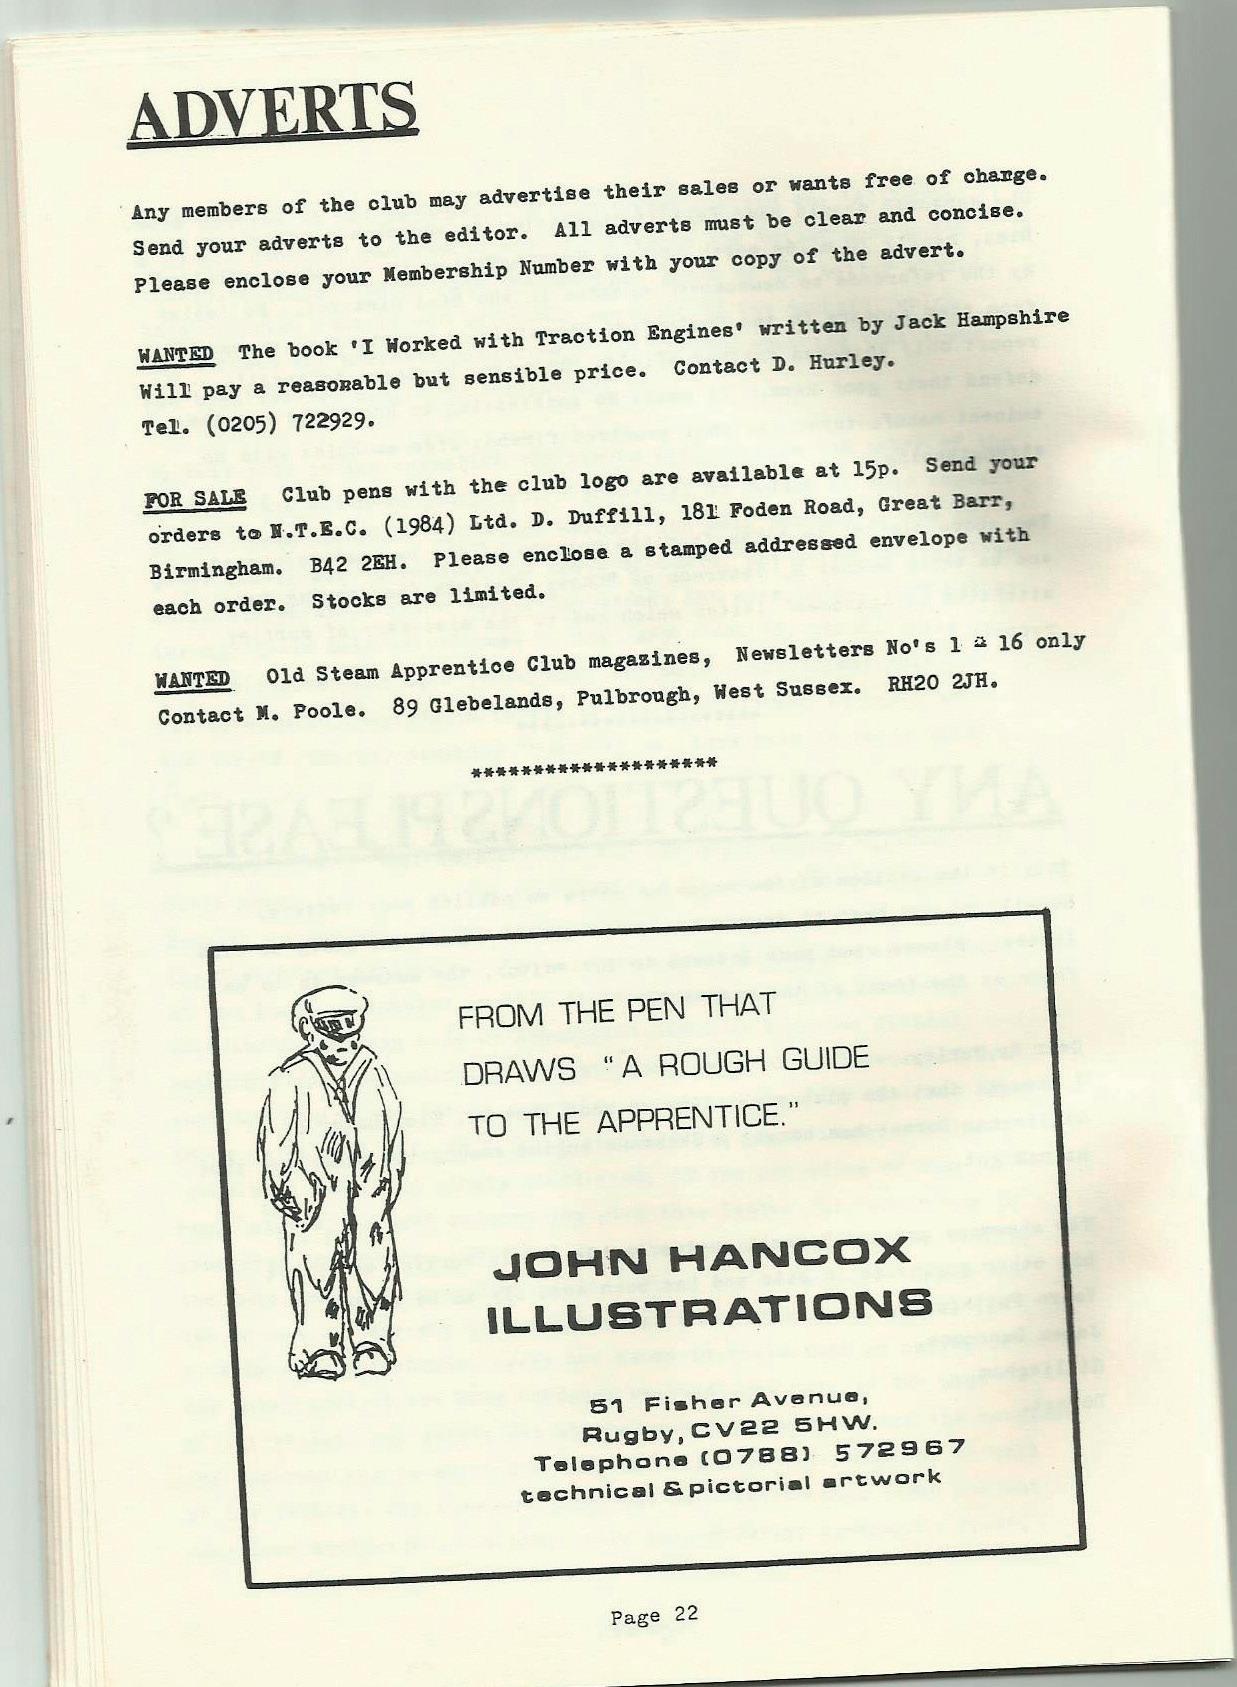 ADVERTS
Any members of the club may advertise their sales or wants free of charge.
Send your adverts to the editor.  All adverts must be clear and concise.
Please enclose your Membership Number with your copy of the advert.
WANTED  The book 'I Worked with Traction Engines' written by Jack Hampshire
Will pay a reasonable but sensible price.  Contact D. Hurley.
Tel. (0205) 722929.
FOR SALE  Club pens with the club logo are available at 15p.  Send your
orders to N.T.E.C. (1984) Ltd. D. Duffill, 181 Foden Road, Great Barr,
Birmingham.  B42 2EH.  Please enclose a stamped addressed envelope with
each order.  Stocks are limited.
WANTED  Old Steam Apprentice Club magazines,  Newsletters No's 1 - 16 only
Contact M. Poole.  89 Glebelands, Pulbrough, West Sussex.  RH20 2JH.
********************
FROM THE PEN THAT
DRAWS "A ROUGH GUIDE
TO THE APPRENTICE."
JOHN HANCOX
ILLUSTRATIONS
51 Fisher Avenue,
Rugby, CV22 5HW.
Telephone (0788) 572967
technical & pictorial artwork
Page 22